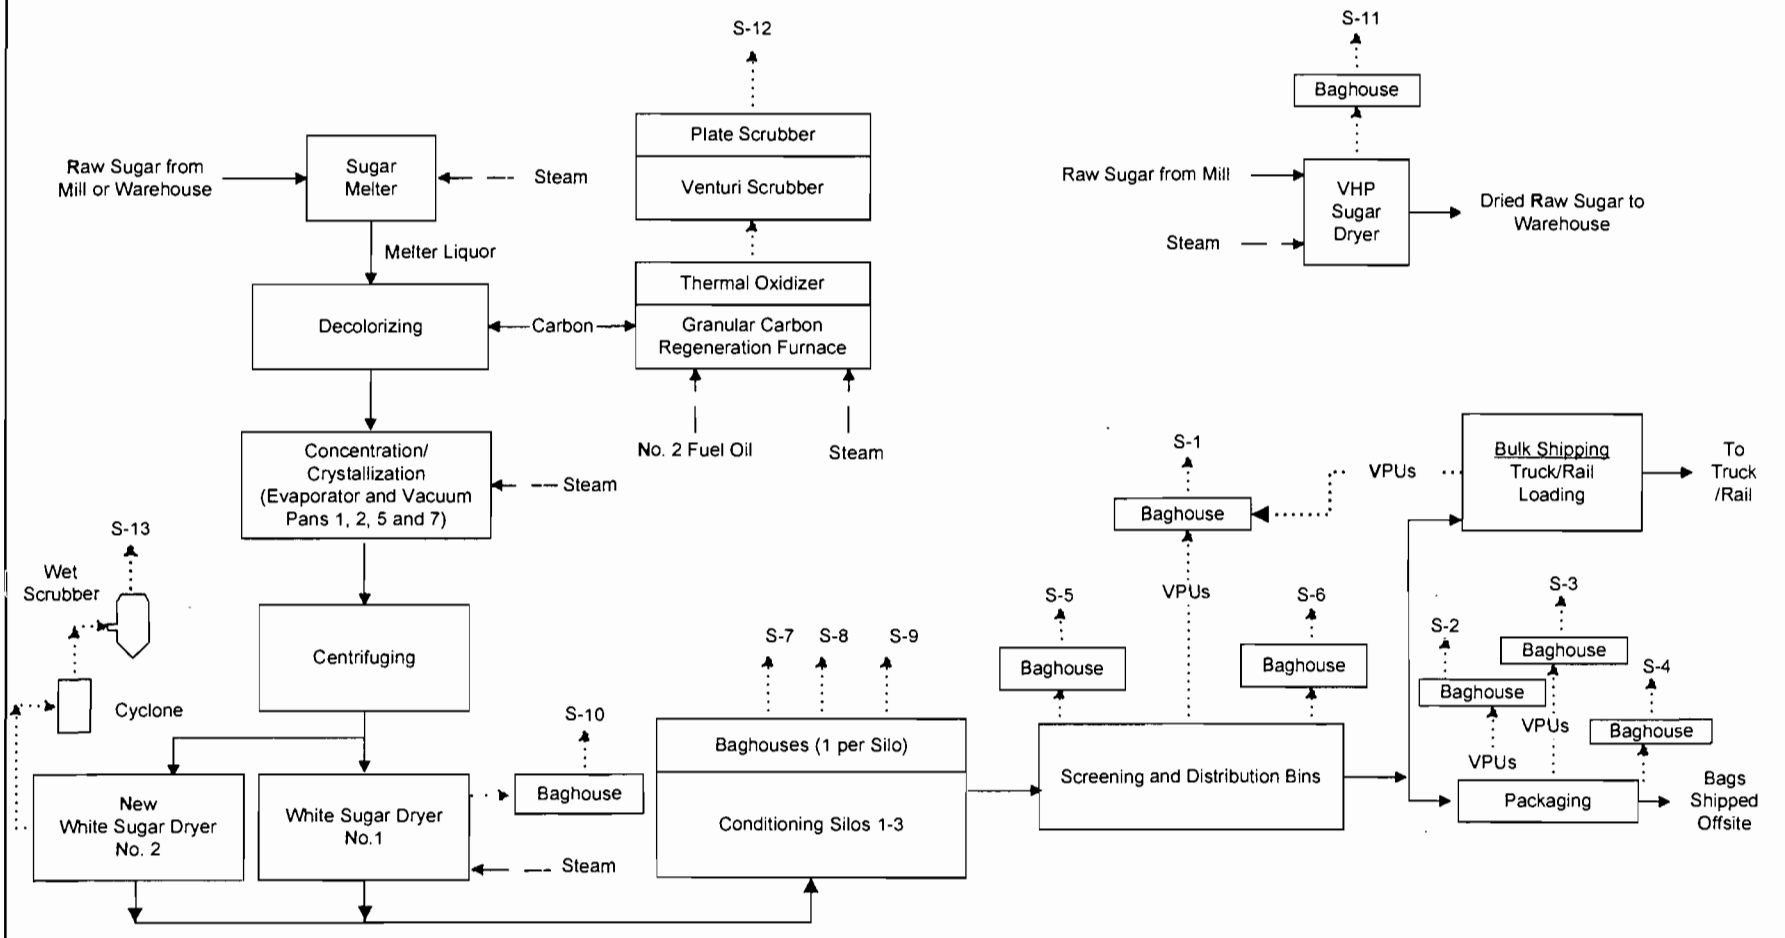 S-12
S-11
Baghouse
Plate Scrubber
Venturi Scrubber
Raw Sugar from
Mill or Warehouse
Sugar
Melter
Steam
Raw Sugar from Mill
VHP
Sugar
Dryer
Steam
Dried Raw Sugar to
Warehouse
Melter Liquor
Thermal Oxidizer
Decolorizing
Carbon
Granular Carbon
Regeneration Furnace
No. 2 Fuel Oil
Steam
Concentration/
Crystallization
(Evaporator and Vacuum
Pans 1, 2, 5 and 7)
Steam
S-1
Baghouse
VPUs
Bulk Shipping
Truck/Rail
Loading
To
Truck
/Rail
S-13
Wet
Scrubber
Cyclone
Centrifuging
S-7
S-8
S-9
S-5
Baghouse
VPUs
S-6
Baghouse
S-3
Baghouse
S-2
Baghouse
S-4
Baghouse
VPUs
VPUs
S-10
Baghouse
New
White Sugar Dryer
No. 2
White Sugar Dryer
No.1
Steam
Baghouses (1 per Silo)
Conditioning Silos 1-3
Screening and Distribution Bins
Packaging
Bags
Shipped
Offsite